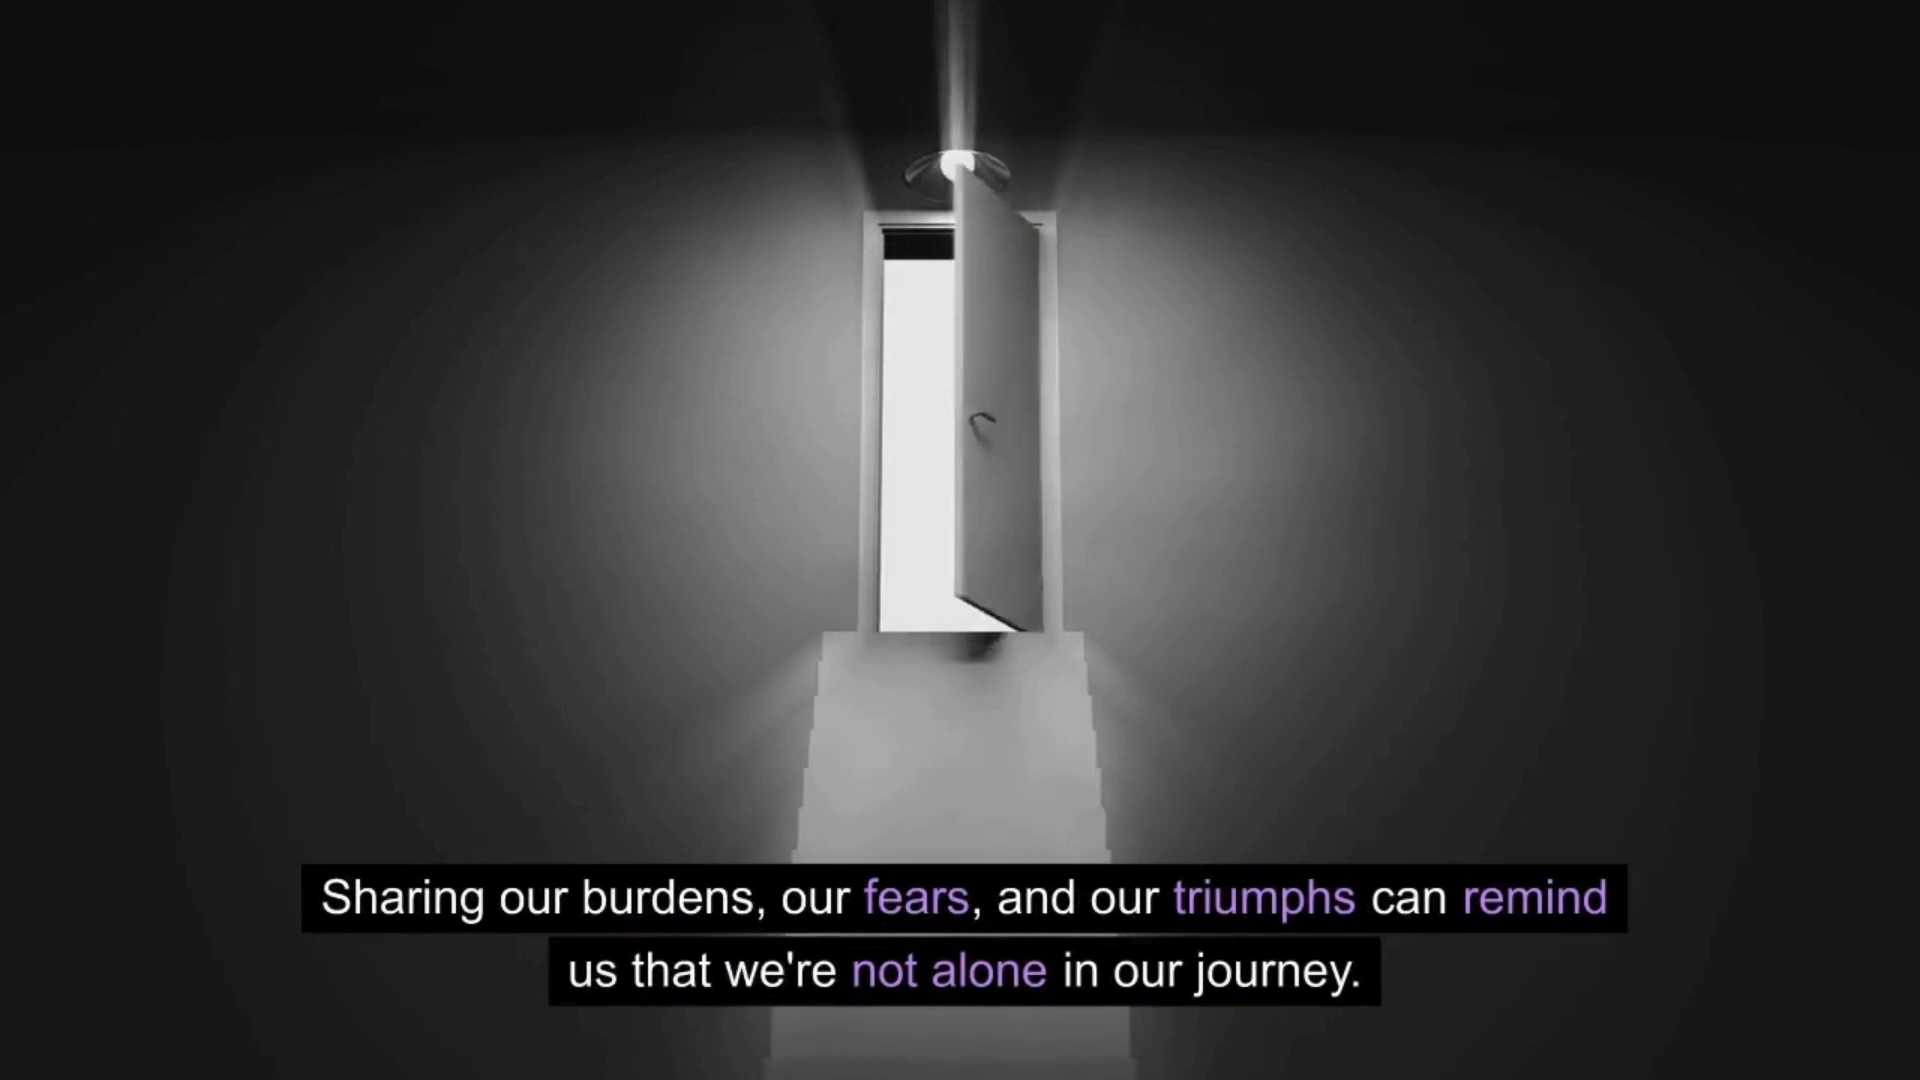 Sharing our burdens, our fears, and our triumphs can remind
us that we're not alone in our journey.